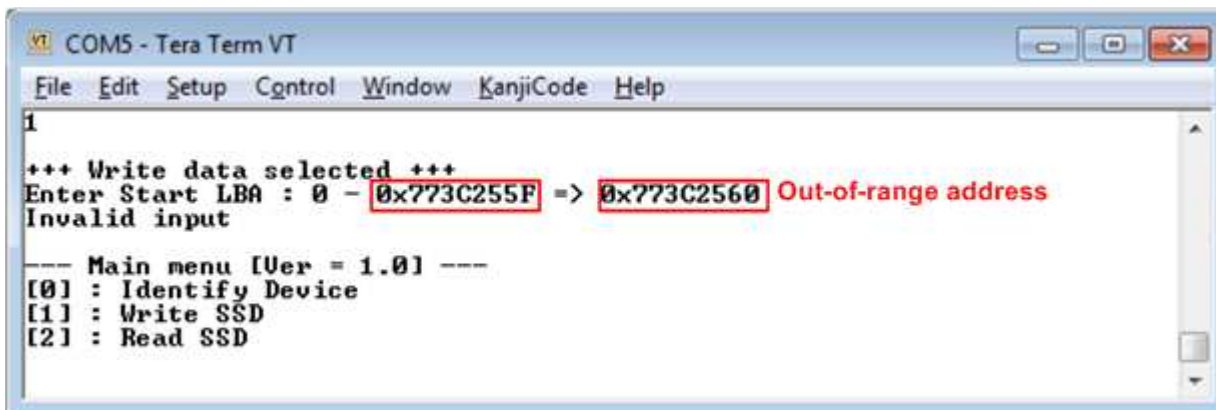 COM5 - Tera Term VT
File Edit Setup Control Window KanjiCode Help
1
+++ Write data selected +++
Enter Start LBA : 0 - 0x773C255F => 0x773C2560 Out-of-range address
Invalid input
--- Main menu [Ver = 1.0] ---
[0] : Identify Device
[1] : Write SSD
[2] : Read SSD